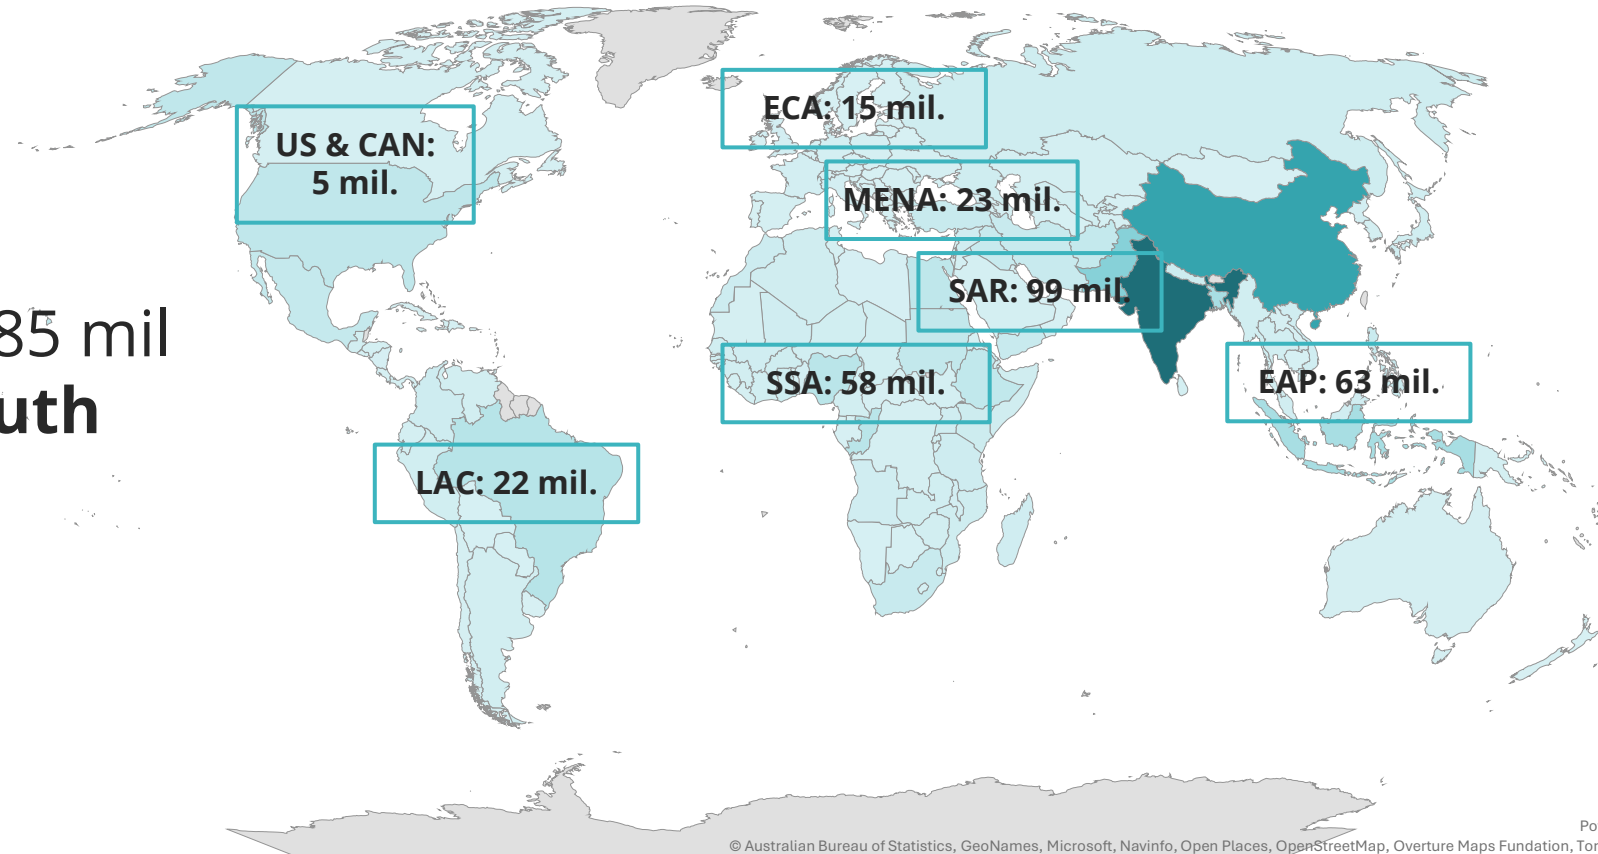 US & CAN:
5 mil.
ECA: 15 mil.
MENA: 23 mil.
SAR: 99 mil.
85 mil
uth
SSA: 58 mil.
EAP: 63 mil.
LAC: 22 mil.
Po
© Australian Bureau of Statistics, GeoNames, Microsoft, Navinfo, Open Places, OpenStreetMap, Overture Maps Fundation, Tom